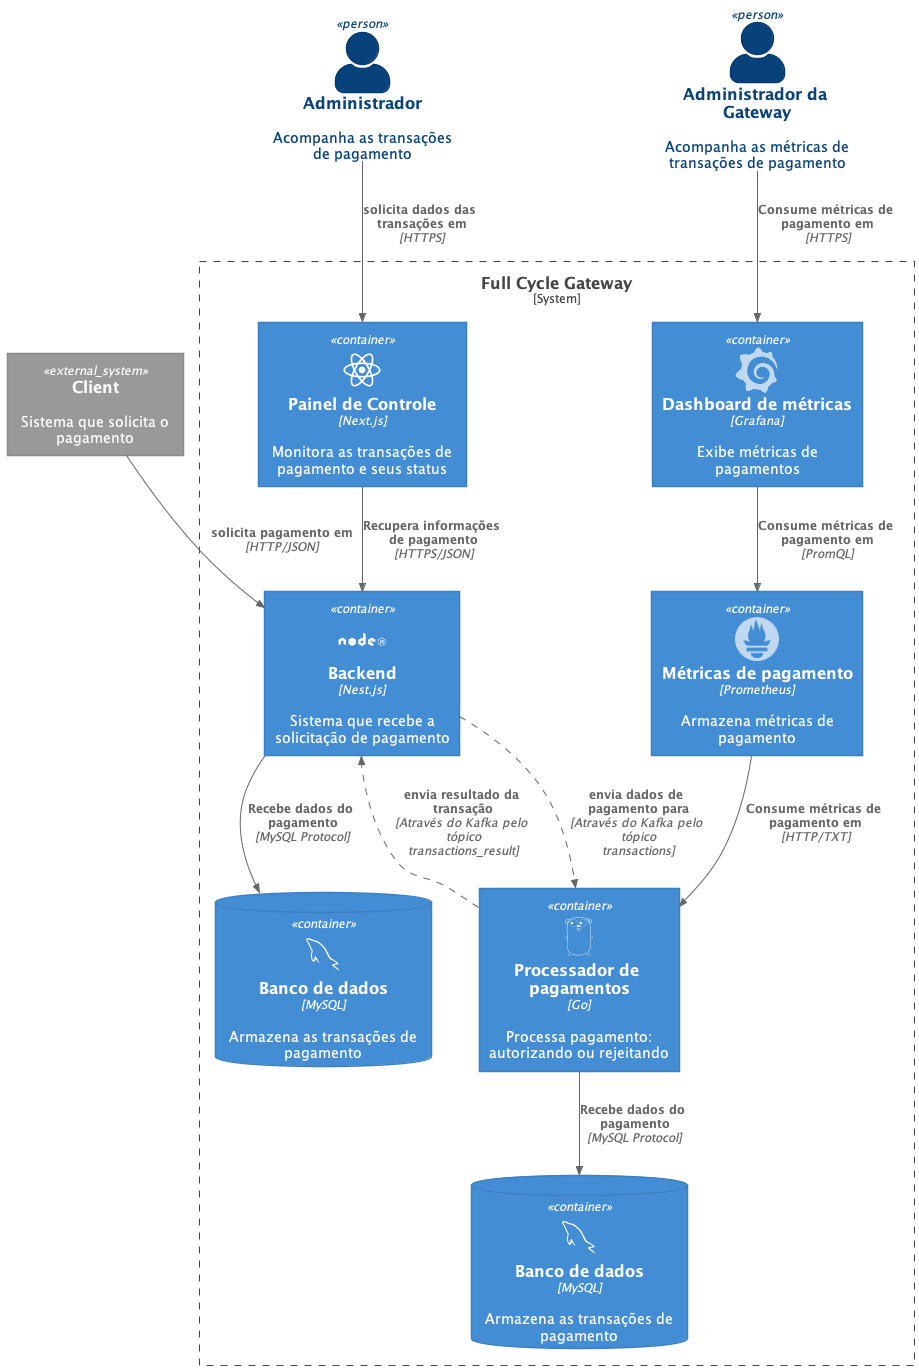 «person»
Administrador
Acompanha as transações
de pagamento
«person»
Administrador da
Gateway
Acompanha as métricas de
transações de pagamento
solicita dados das
transações em
[HTTPS]
Consume métricas de
pagamento em
[HTTPS]
Full Cycle Gateway
[System]
«external_system»
Client
Sistema que solicita o
pagamento
«container»
Painel de Controle
[Next.js]
Monitora as transações de
pagamento e seus status
«container»
Dashboard de métricas
[Grafana]
Exibe métricas de
pagamentos
solicita pagamento em
[HTTP/JSON]
Recupera informações
de pagamento
[HTTPS/JSON]
Consume métricas de
pagamento em
[PromQL]
«container»
node JS
Backend
[Nest.js]
Sistema que recebe a
solicitação de pagamento
«container»
Métricas de pagamento
[Prometheus]
Armazena métricas de
pagamento
Recebe dados do
pagamento
[MySQL Protocol]
envia resultado da
transação
[Através do Kafka pelo
tópico
transactions_result]
envia dados de
pagamento para
[Através do Kafka pelo
tópico
transactions]
Consume métricas de
pagamento em
[HTTP/TXT]
«container»
Banco de dados
[MySQL]
Armazena as transações de
pagamento
«container»
Processador de
pagamentos
[Go]
Processa pagamento:
autorizando ou rejeitando
Recebe dados do
pagamento
[MySQL Protocol]
«container»
Banco de dados
[MySQL]
Armazena as transações de
pagamento